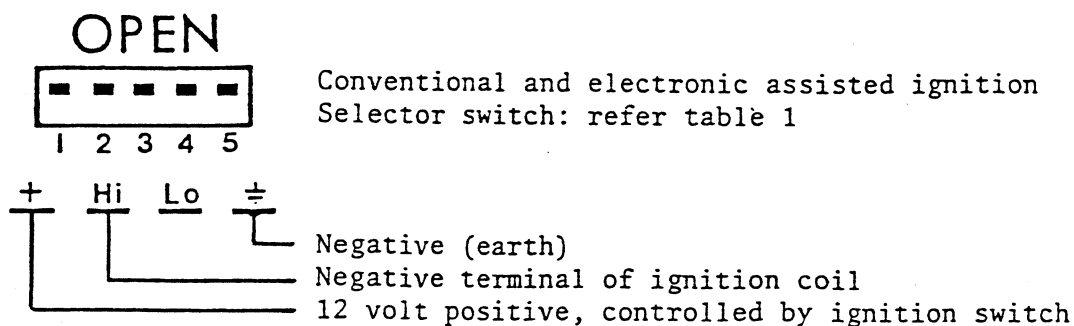 OPEN
1 2 3 4 5
Conventional and electronic assisted ignition
Selector switch: refer table 1
+ Hi Lo ⏚
Negative (earth)
Negative terminal of ignition coil
12 volt positive, controlled by ignition switch